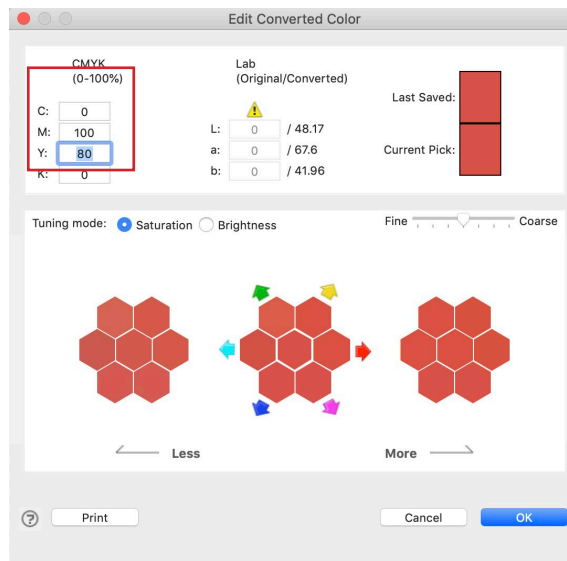 Edit Converted Color
CMYK
(0-100%)
Lab
(Original/Converted)
C: 0
M: 100
Y: 80
K: 0
L: 0 / 48.17
a: 0 / 67.6
b: 0 / 41.96
Last Saved:
Current Pick:
Tuning mode: Saturation Brightness
Fine Coarse
Less
More
? Print Cancel OK